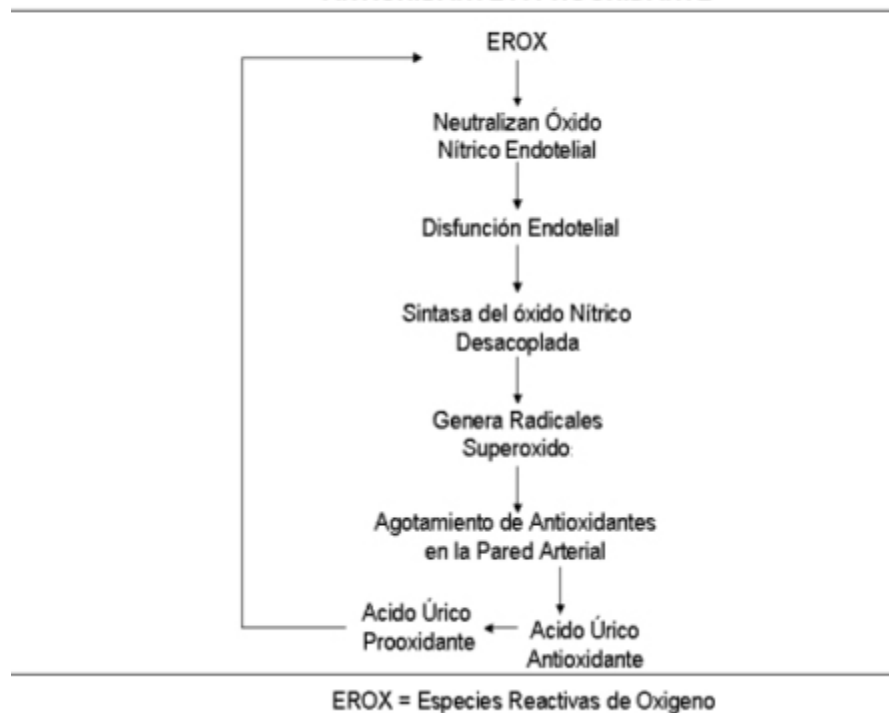 EROX
Neutralizan Óxido
Nítrico Endotelial
Disfunción Endotelial
Sintasa del óxido Nítrico
Desacoplada
Genera Radicales
Superoxido:
Agotamiento de Antioxidantes
en la Pared Arterial
Acido Úrico
Prooxidante
Acido Úrico
Antioxidante
EROX = Especies Reactivas de Oxigeno